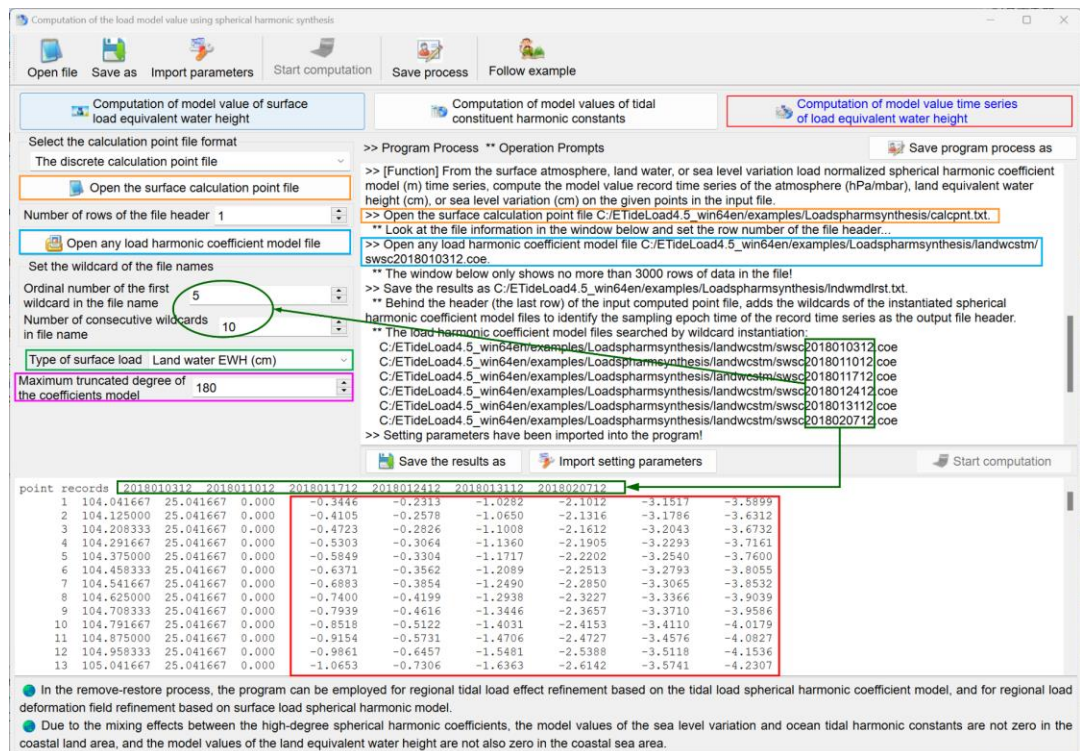 Computation of the load model value using spherical harmonic synthesis
Open file
Save as
Import parameters
Start computation
Save process
Follow example
Computation of model value of surface
load equivalent water height
Computation of model values of tidal
constituent harmonic constants
Computation of model value time series
of load equivalent water height
Select the calculation point file format
The discrete calculation point file
Open the surface calculation point file
Number of rows of the file header 1
Open any load harmonic coefficient model file
Set the wildcard of the file names
Ordinal number of the first
wildcard in the file name 5
Number of consecutive wildcards
in file name 10
Type of surface load Land water EWH (cm)
Maximum truncated degree of
the coefficients model 180
>> Program Process ** Operation Prompts
Save program process as
>> [Function] From the surface atmosphere, land water, or sea level variation load normalized spherical harmonic coefficient
model (m) time series, compute the model value record time series of the atmosphere (hPa/mbar), land equivalent water
height (cm), or sea level variation (cm) on the given points in the input file.
>> Open the surface calculation point file C:/ETideLoad4.5_win64en/examples/Loadspharmsynthesis/calcpnt.txt.
** Look at the file information in the window below and set the row number of the file header...
>> Open any load harmonic coefficient model file C:/ETideLoad4.5_win64en/examples/Loadspharmsynthesis/landwcstm/
swsc2018010312.coe.
** The window below only shows no more than 3000 rows of data in the file!
>> Save the results as C:/ETideLoad4.5_win64en/examples/Loadspharmsynthesis/lndwmdlrst.txt.
** Behind the header (the last row) of the input computed point file, adds the wildcards of the instantiated spherical
harmonic coefficient model files to identify the sampling epoch time of the record time series as the output file header.
** The load harmonic coefficient model files searched by wildcard instantiation:
C:/ETideLoad4.5_win64en/examples/Loadspharmsynthesis/landwcstm/swsc2018010312.coe
C:/ETideLoad4.5_win64en/examples/Loadspharmsynthesis/landwcstm/swsc2018011012.coe
C:/ETideLoad4.5_win64en/examples/Loadspharmsynthesis/landwcstm/swsc2018011712.coe
C:/ETideLoad4.5_win64en/examples/Loadspharmsynthesis/landwcstm/swsc2018012412.coe
C:/ETideLoad4.5_win64en/examples/Loadspharmsynthesis/landwcstm/swsc2018013112.coe
C:/ETideLoad4.5_win64en/examples/Loadspharmsynthesis/landwcstm/swsc2018020712.coe
>> Setting parameters have been imported into the program!
Save the results as
Import setting parameters
Start computation
point records 2018010312 2018011012 2018011712 2018012412 2018013112 2018020712
1 104.041667 25.041667 0.000 -0.3446 -0.2313 -1.0282 -2.1012 -3.1517 -3.5899
2 104.125000 25.041667 0.000 -0.4105 -0.2578 -1.0650 -2.1316 -3.1786 -3.6312
3 104.208333 25.041667 0.000 -0.4723 -0.2826 -1.1008 -2.1612 -3.2043 -3.6732
4 104.291667 25.041667 0.000 -0.5303 -0.3064 -1.1360 -2.1905 -3.2293 -3.7161
5 104.375000 25.041667 0.000 -0.5849 -0.3304 -1.1717 -2.2202 -3.2540 -3.7600
6 104.458333 25.041667 0.000 -0.6371 -0.3562 -1.2089 -2.2513 -3.2793 -3.8055
7 104.541667 25.041667 0.000 -0.6883 -0.3854 -1.2490 -2.2850 -3.3065 -3.8532
8 104.625000 25.041667 0.000 -0.7400 -0.4199 -1.2938 -2.3227 -3.3366 -3.9039
9 104.708333 25.041667 0.000 -0.7939 -0.4616 -1.3446 -2.3657 -3.3710 -3.9586
10 104.791667 25.041667 0.000 -0.8518 -0.5122 -1.4031 -2.4153 -3.4110 -4.0179
11 104.875000 25.041667 0.000 -0.9154 -0.5731 -1.4706 -2.4727 -3.4576 -4.0827
12 104.958333 25.041667 0.000 -0.9861 -0.6457 -1.5481 -2.5388 -3.5118 -4.1536
13 105.041667 25.041667 0.000 -1.0653 -0.7306 -1.6363 -2.6142 -3.5741 -4.2307
In the remove-restore process, the program can be employed for regional tidal load effect refinement based on the tidal load spherical harmonic coefficient model, and for regional load
deformation field refinement based on surface load spherical harmonic model.
Due to the mixing effects between the high-degree spherical harmonic coefficients, the model values of the sea level variation and ocean tidal harmonic constants are not zero in the
coastal land area, and the model values of the land equivalent water height are not also zero in the coastal sea area.